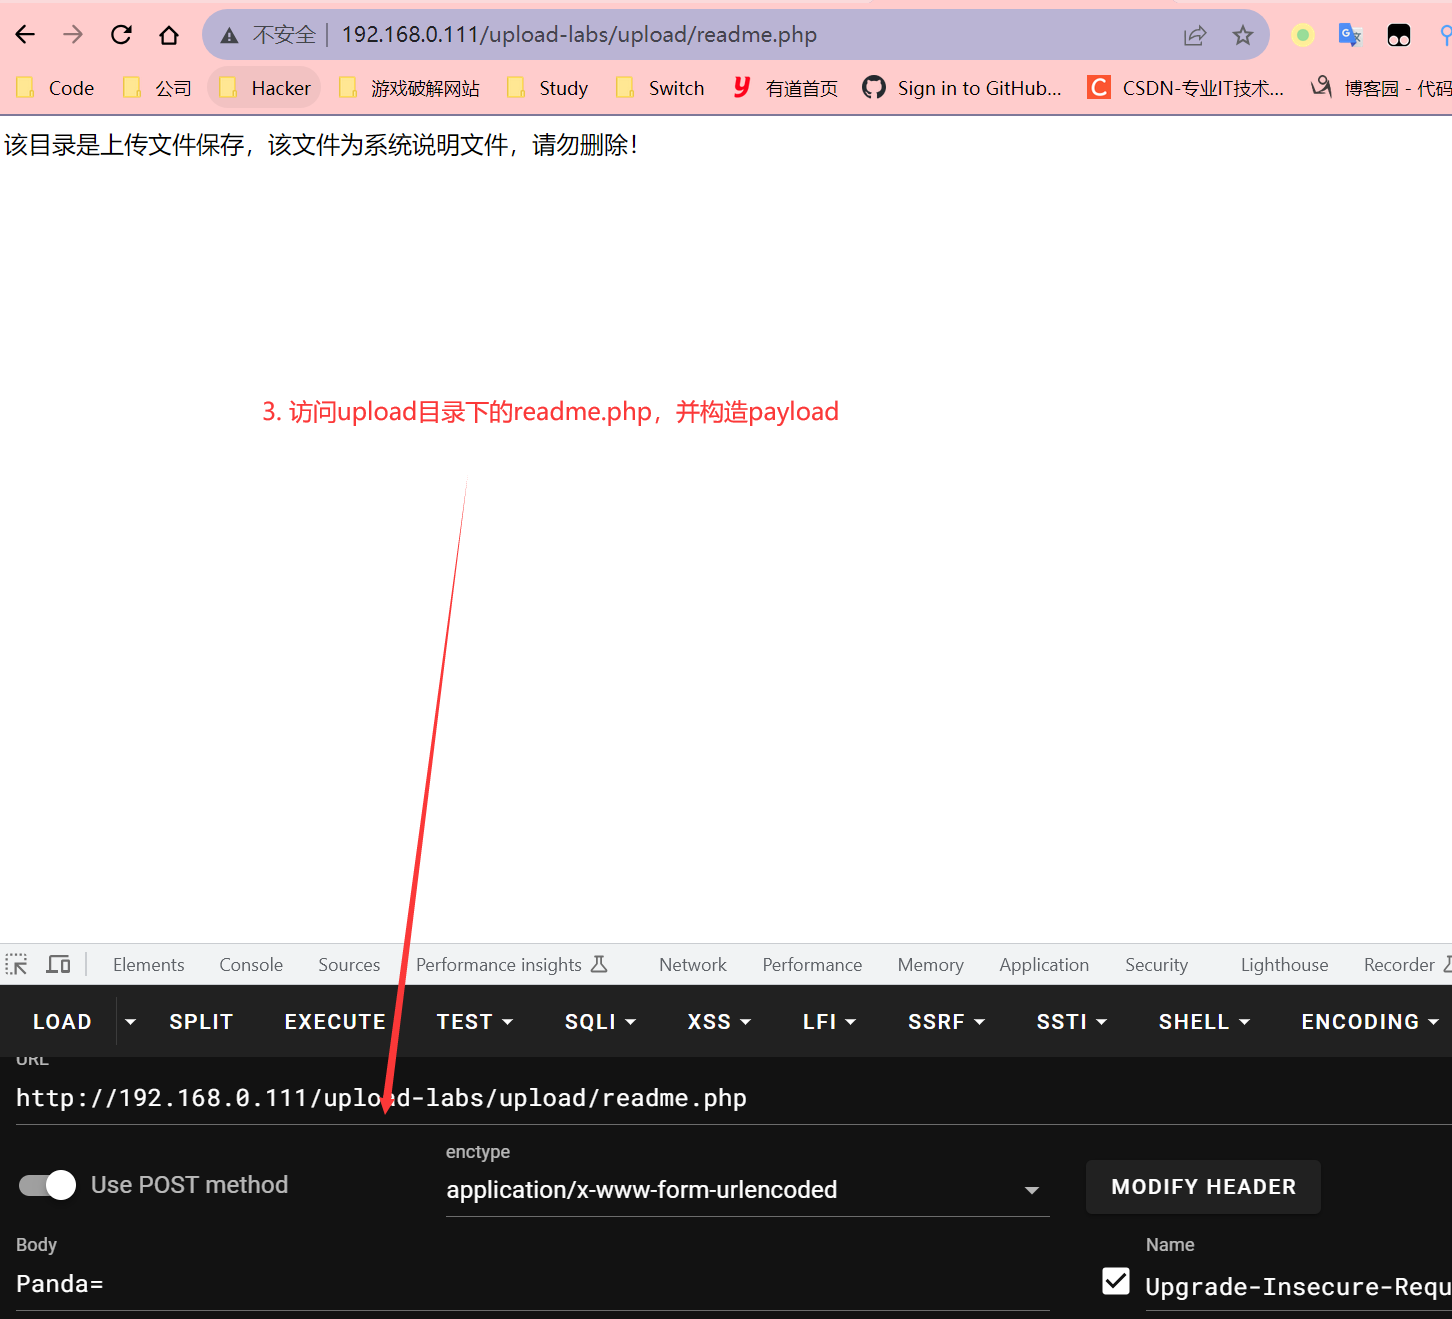 不安全 192.168.0.111/upload-labs/upload/readme.php
Code 公司 Hacker 游戏破解网站 Study Switch 有道首页 Sign in to GitHub... CSDN-专业IT技术... 博客园 - 代码
该目录是上传文件保存，该文件为系统说明文件，请勿删除！
3. 访问upload目录下的readme.php，并构造payload
Elements Console Sources Performance insights Network Performance Memory Application Security Lighthouse Recorder
LOAD SPLIT EXECUTE TEST SQLI XSS LFI SSRF SSTI SHELL ENCODING
URL
http://192.168.0.111/upload-labs/upload/readme.php
enctype
Use POST method application/x-www-form-urlencoded MODIFY HEADER
Body Name
Panda= Upgrade-Insecure-Requ